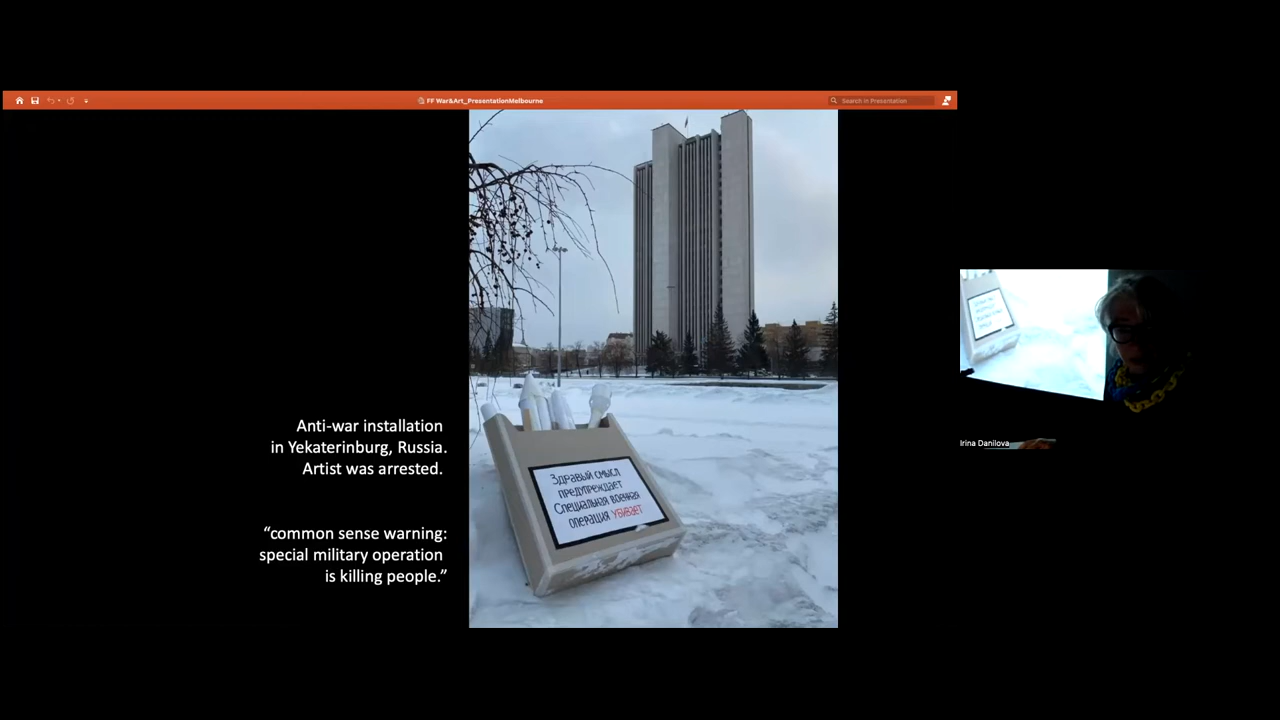 FF War&Art_PresentationMelbourne
Search in Presentation
Anti-war installation
in Yekaterinburg, Russia.
Artist was arrested.
“common sense warning:
special military operation
is killing people.”
Здравый смысл
предупреждает
Специальная военная
операция убивает
Irina Danilova